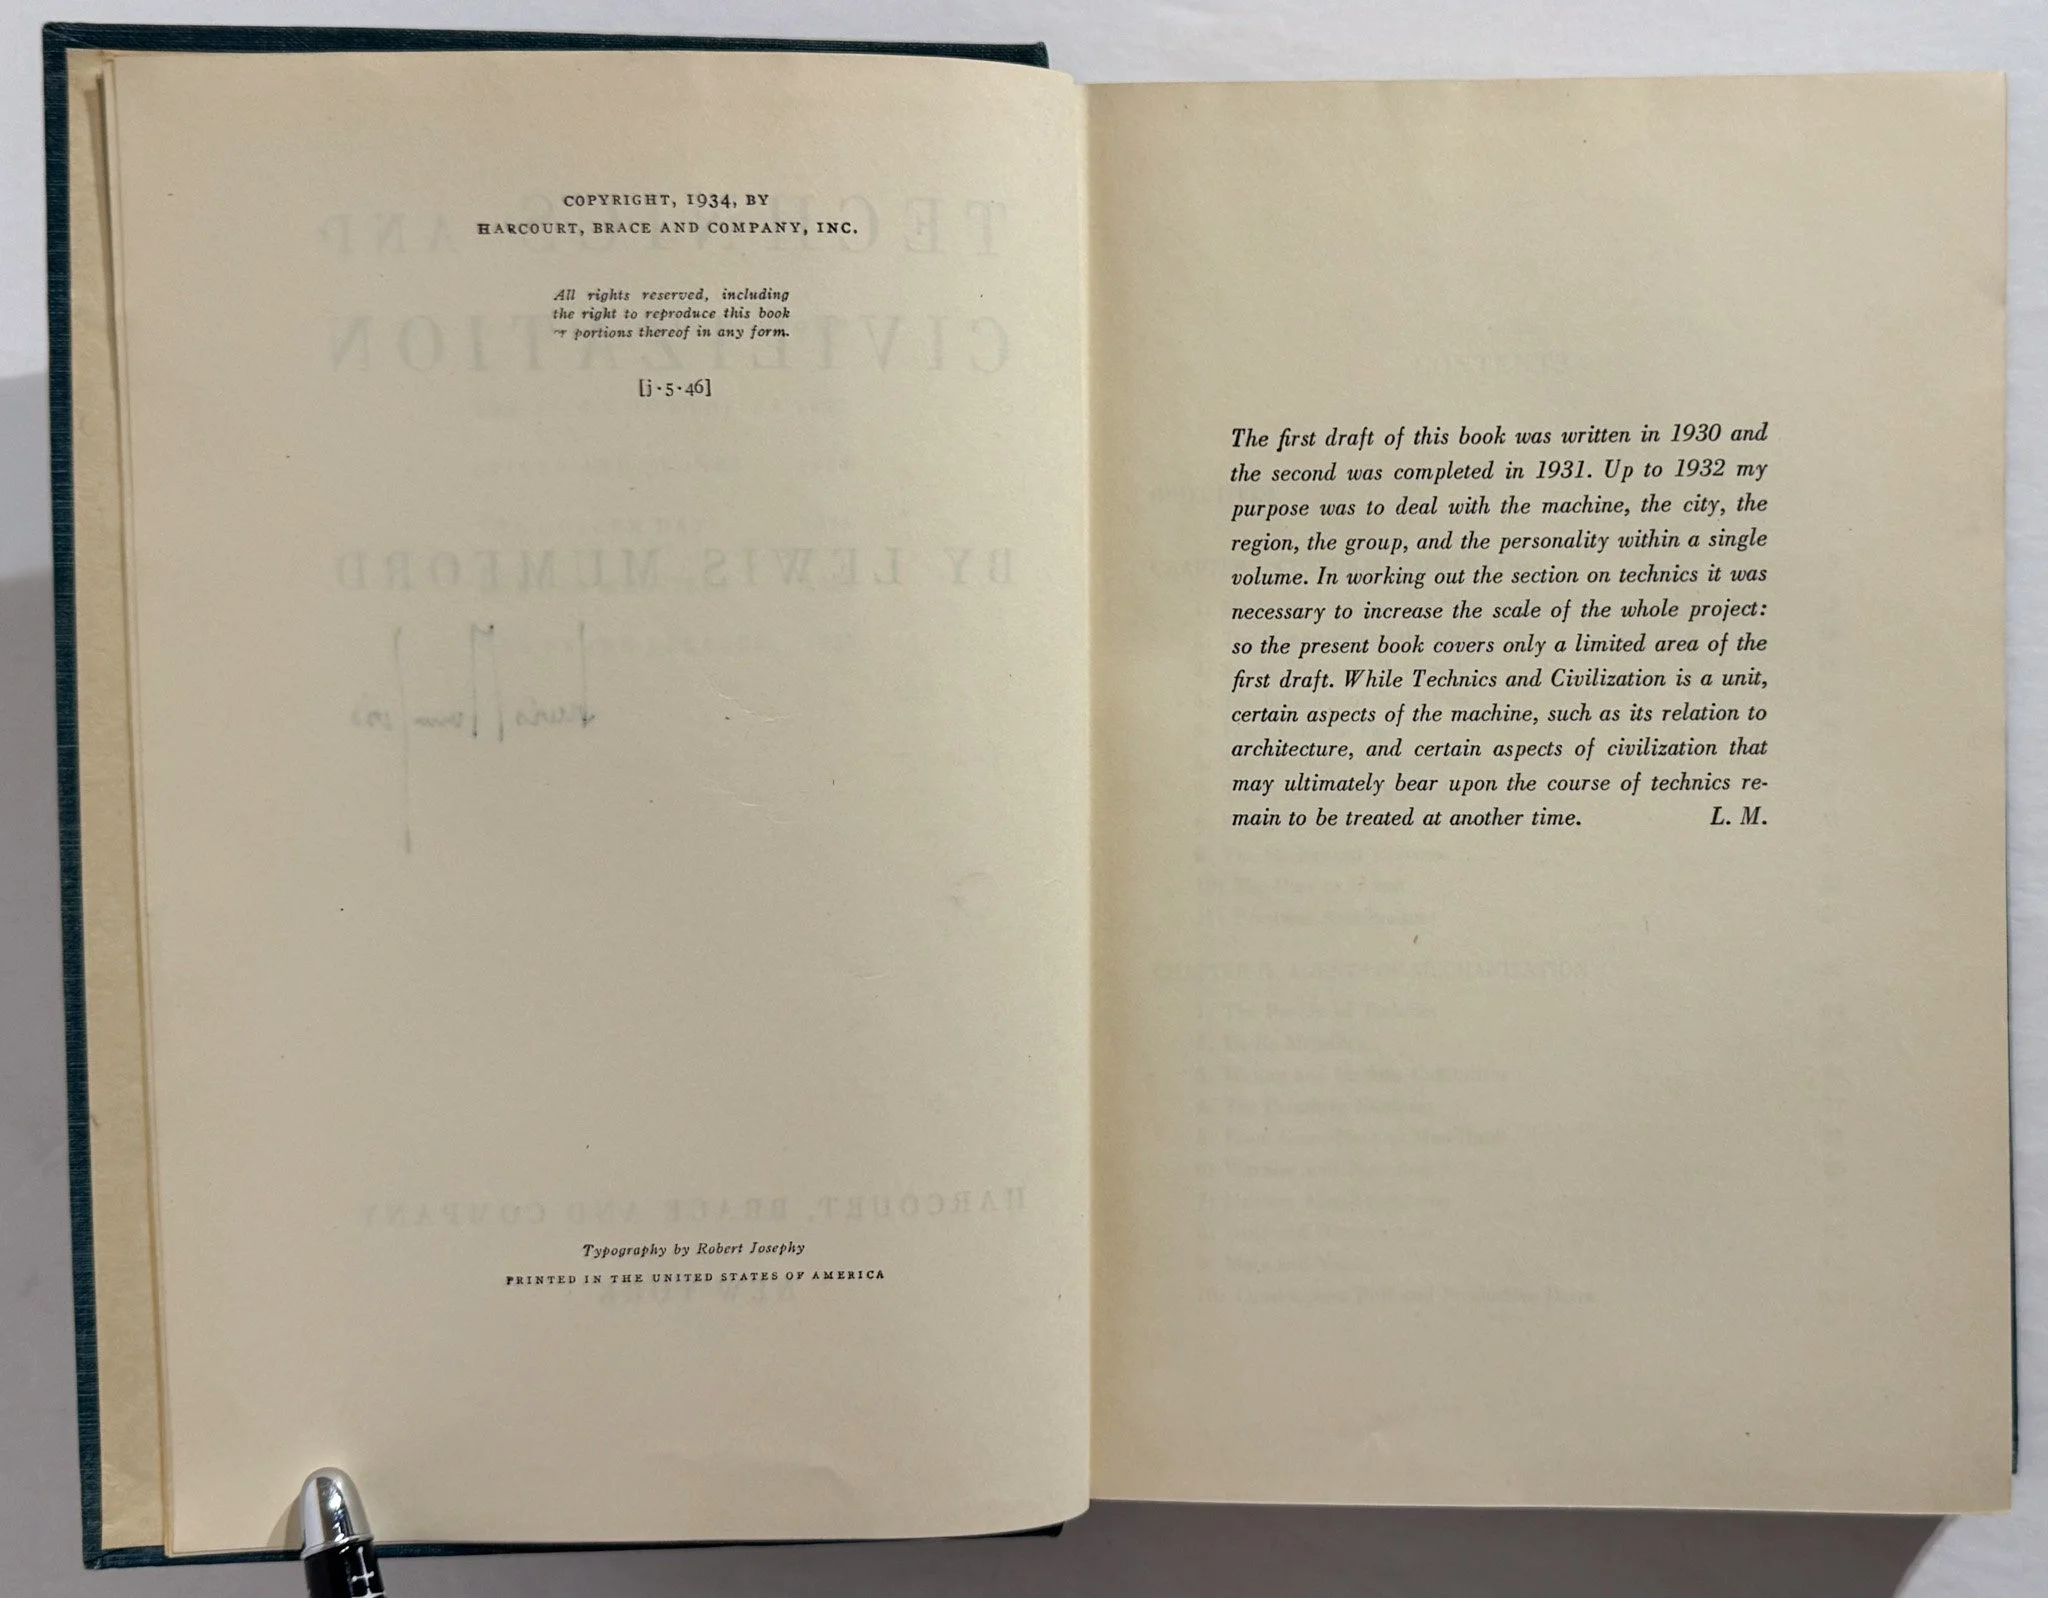 COPYRIGHT, 1934, BY
HARCOURT, BRACE AND COMPANY, INC.
All rights reserved, including
the right to reproduce this book
or portions thereof in any form.
[j · 5 · 46]
Typography by Robert Josephy
PRINTED IN THE UNITED STATES OF AMERICA
The first draft of this book was written in 1930 and
the second was completed in 1931. Up to 1932 my
purpose was to deal with the machine, the city, the
region, the group, and the personality within a single
volume. In working out the section on technics it was
necessary to increase the scale of the whole project:
so the present book covers only a limited area of the
first draft. While Technics and Civilization is a unit,
certain aspects of the machine, such as its relation to
architecture, and certain aspects of civilization that
may ultimately bear upon the course of technics re-
main to be treated at another time. L. M.